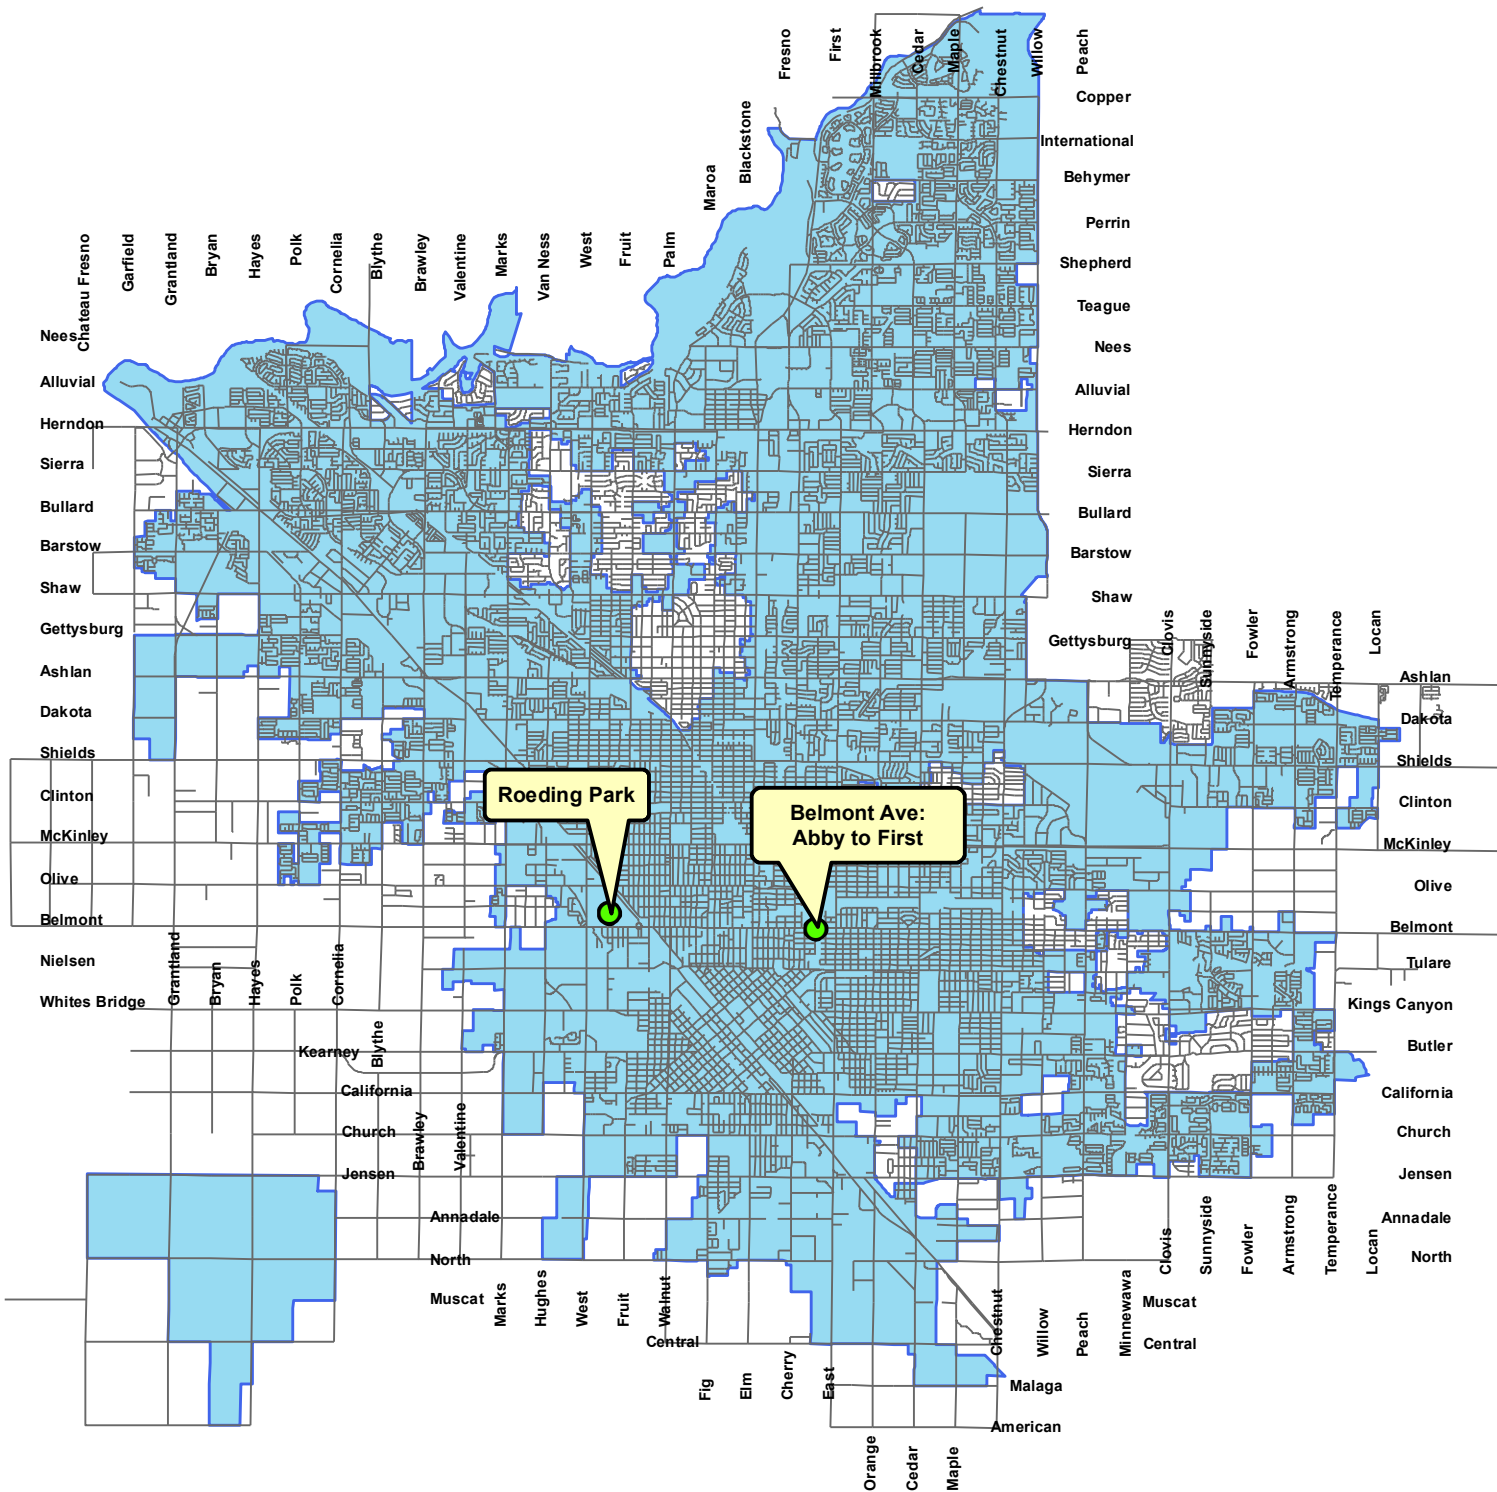 Fresno
First
Millbrook
Cedar
Maple
Chestnut
Willow
Peach
Copper
International
Behymer
Perrin
Shepherd
Teague
Nees
Alluvial
Herndon
Sierra
Bullard
Barstow
Shaw
Gettysburg
Blackstone
Maroa
Palm
Fruit
West
Van Ness
Marks
Valentine
Brawley
Blythe
Cornelia
Polk
Hayes
Bryan
Grantland
Garfield
Chateau Fresno
Nees
Alluvial
Herndon
Sierra
Bullard
Barstow
Shaw
Gettysburg
Ashlan
Dakota
Shields
Clinton
McKinley
Olive
Belmont
Nielsen
Whites Bridge
Clovis
Sunnyside
Fowler
Armstrong
Temperance
Locan
Ashlan
Dakota
Shields
Clinton
McKinley
Olive
Belmont
Tulare
Kings Canyon
Butler
California
Church
Jensen
Annadale
North
Roeding Park
Belmont Ave:
Abby to First
Grantland
Bryan
Hayes
Polk
Cornelia
Blythe
Kearney
California
Church
Brawley
Valentine
Jensen
Annadale
North
Muscat
Marks
Hughes
West
Fruit
Walnut
Central
Fig
Elm
Cherry
East
Orange
Cedar
Maple
Chestnut
Willow
Peach
Minnewawa
Clovis
Sunnyside
Fowler
Armstrong
Temperance
Locan
Muscat
Central
Malaga
American